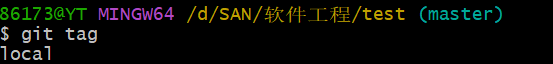 86173@YT MINGW64 /d/SAN/软件工程/test (master)
$ git tag
local